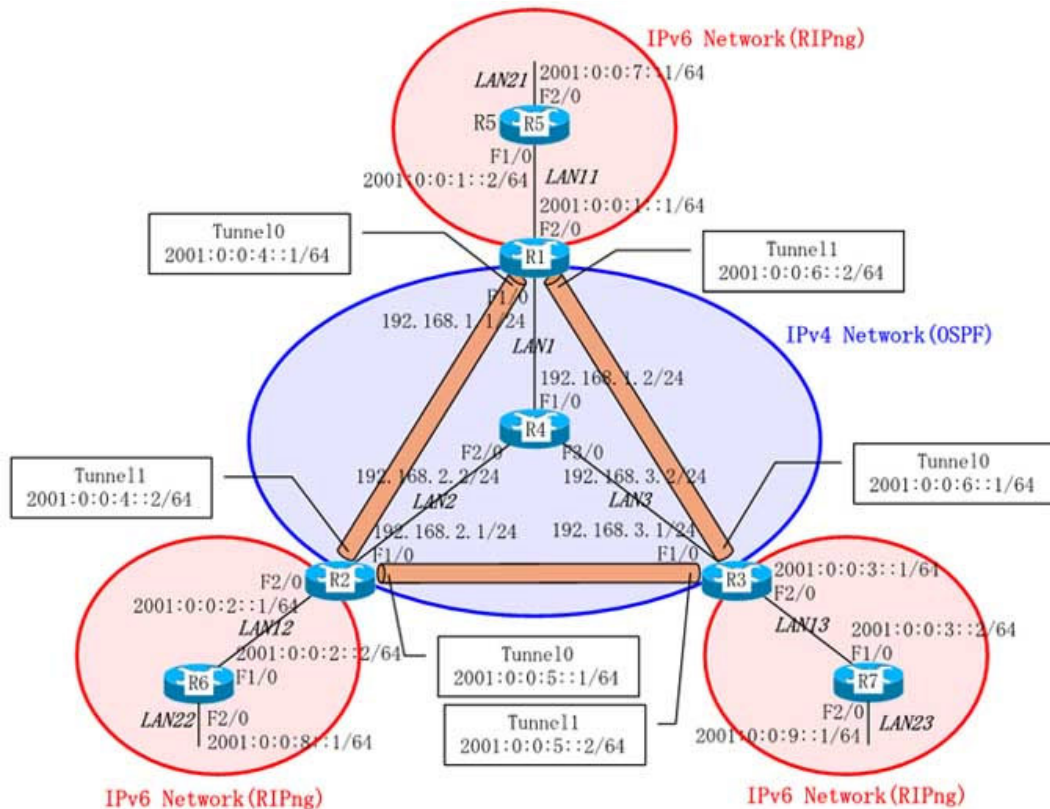 IPv6 Network(RIPng)
LAN21
2001:0:0:7::1/64
F2/0
R5
R5
F1/0
2001:0:0:1::2/64
LAN11
2001:0:0:1::1/64
F2/0
Tunnel0
2001:0:0:4::1/64
R1
Tunnel1
2001:0:0:6::2/64
F1/0
192.168.1.1/24
LAN1
IPv4 Network(OSPF)
192.168.1.2/24
F1/0
R4
F2/0
F3/0
192.168.2.2/24
192.168.3.2/24
LAN2
LAN3
Tunnel1
2001:0:0:4::2/64
Tunnel0
2001:0:0:6::1/64
192.168.2.1/24
192.168.3.1/24
F1/0
F1/0
R2
R3
F2/0
2001:0:0:2::1/64
2001:0:0:3::1/64
F2/0
LAN12
LAN13
2001:0:0:2::2/64
F1/0
2001:0:0:3::2/64
F1/0
R6
R7
Tunnel0
2001:0:0:5::1/64
Tunnel1
2001:0:0:5::2/64
LAN22
F2/0
2001:0:0:8::1/64
F2/0
LAN23
2001:0:0:9::1/64
IPv6 Network(RIPng)
IPv6 Network(RIPng)